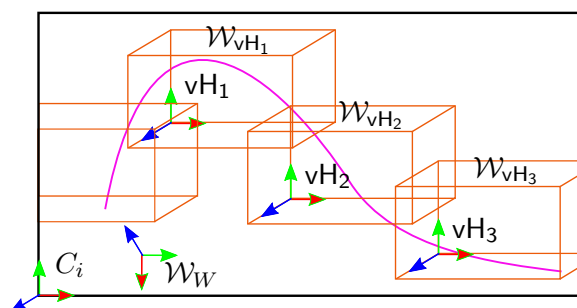 𝒲_vH₁
vH₁
𝒲_vH₂
vH₂
𝒲_vH₃
vH₃
C_i
𝒲_W